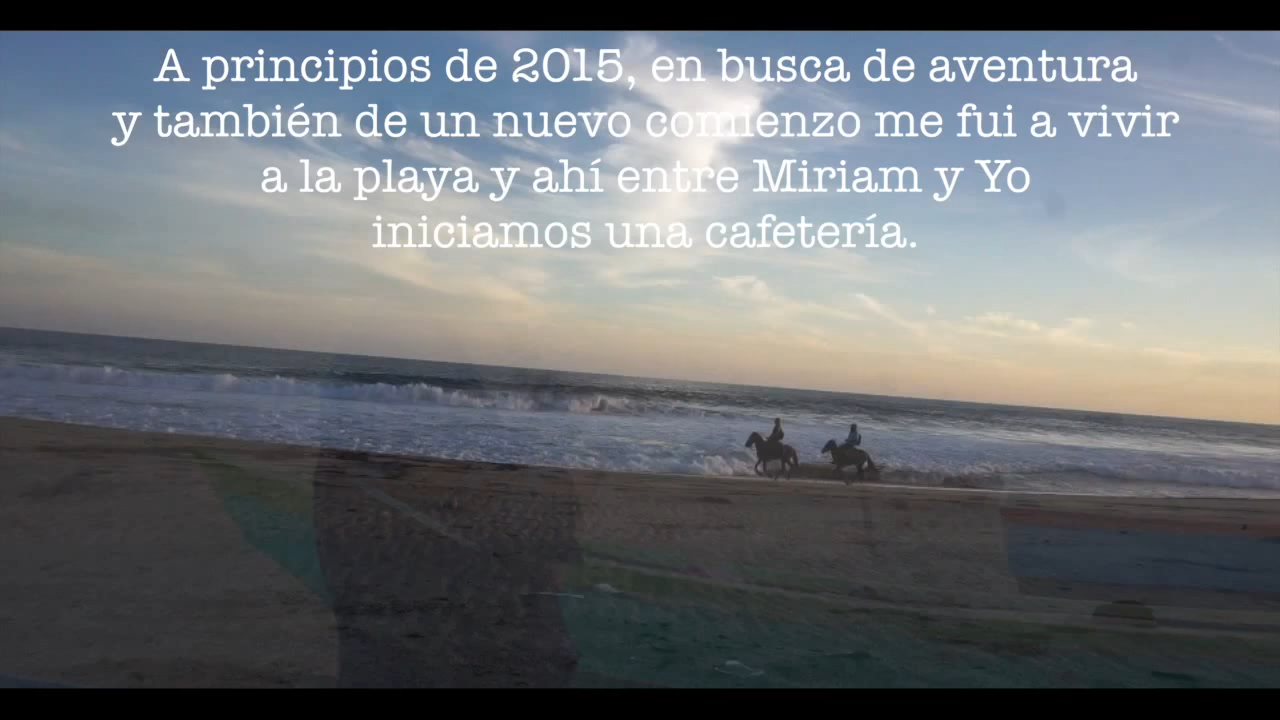 A principios de 2015, en busca de aventura
y también de un nuevo comienzo me fui a vivir
a la playa y ahí entre Miriam y Yo
iniciamos una cafetería.